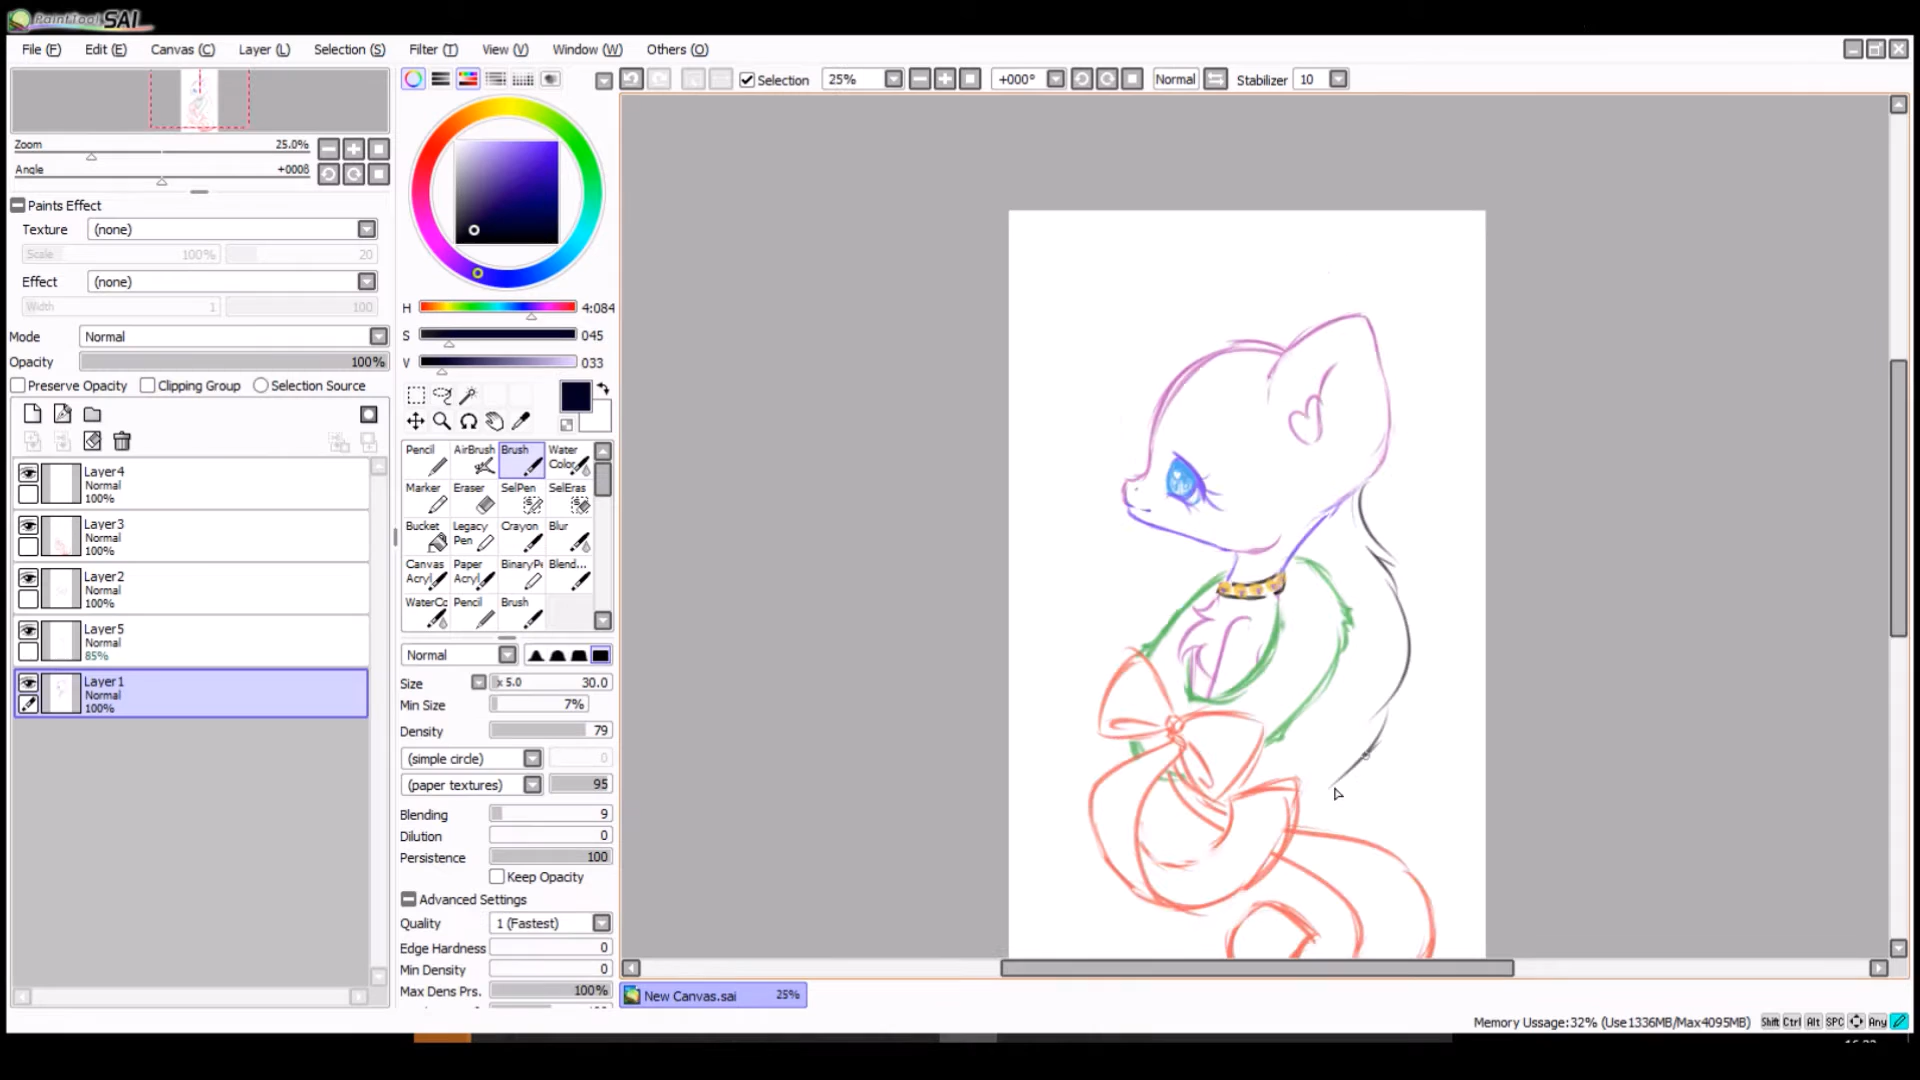 PaintTool SAI
File (F) Edit (E) Canvas (C) Layer (L) Selection (S) Filter (T) View (V) Window (W) Others (O)
Selection 25% +000° Normal Stabilizer 10
Zoom 25.0%
Angle +000θ
Paints Effect
Texture (none)
Scale 100% 20
Effect (none)
Width 1 100
Mode Normal
Opacity 100%
Preserve Opacity Clipping Group Selection Source
Layer4
Normal
100%
Layer3
Normal
100%
Layer2
Normal
100%
Layer5
Normal
85%
Layer1
Normal
100%
H 4:084
S 045
V 033
Pencil AirBrush Brush Water Color
Marker Eraser SelPen SelEras
Bucket Legacy Pen Crayon Blur
Canvas Acryl Paper Acryl BinaryPe Blend...
WaterCo Pencil Brush
Normal
Size x 5.0 30.0
Min Size 7%
Density 79
(simple circle) 0
(paper textures) 95
Blending 9
Dilution 0
Persistence 100
Keep Opacity
Advanced Settings
Quality 1 (Fastest)
Edge Hardness 0
Min Density 0
Max Dens Prs. 100%
New Canvas.sai 25%
Memory Ussage:32% (Use1336MB/Max4095MB) Shift Ctrl Alt SPC Any